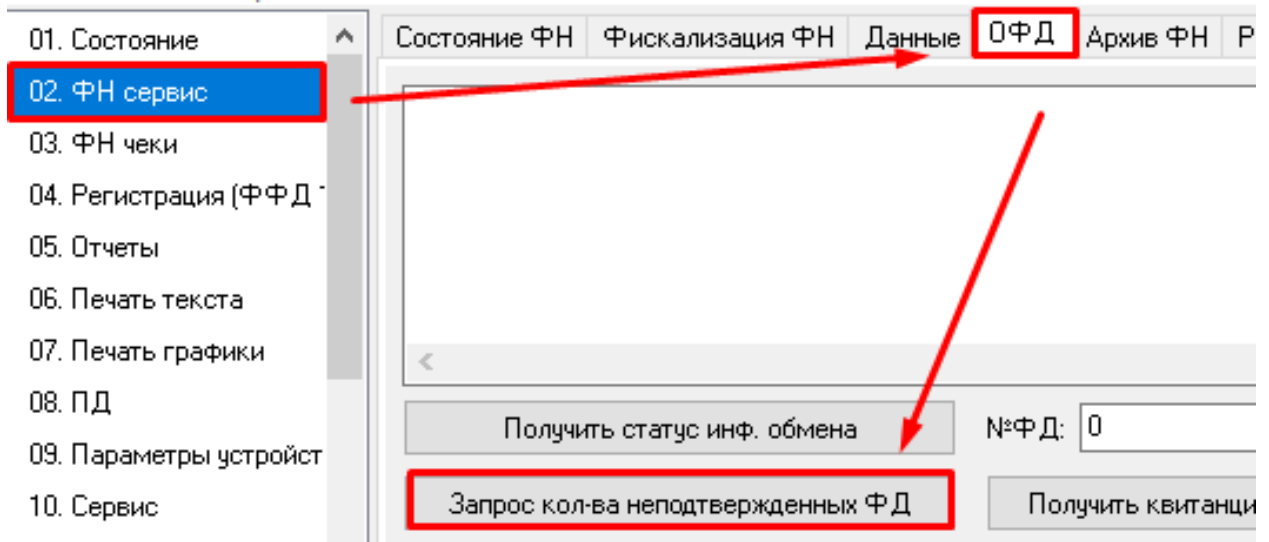 01. Состояние
02. ФН сервис
03. ФН чеки
04. Регистрация (ФФД
05. Отчеты
06. Печать текста
07. Печать графики
08. ПД
09. Параметры устройст
10. Сервис
Состояние ФН Фискализация ФН Данные ОФД Архив ФН Р
Получить статус инф. обмена №ФД: 0
Запрос кол-ва неподтвержденных ФД Получить квитанци